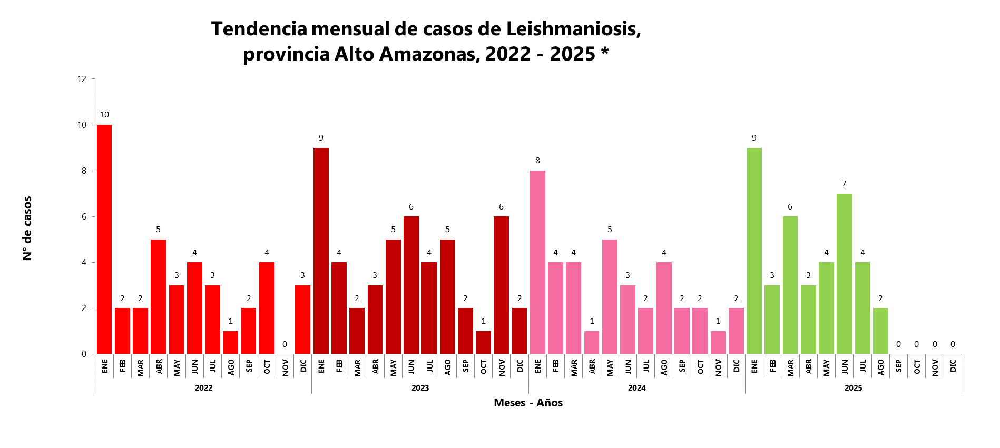 Tendencia mensual de casos de Leishmaniosis,
provincia Alto Amazonas, 2022 - 2025 *
12
10
8
6
4
2
0
N° de casos
10 2 2 5 3 4 3 1 2 4 0 3 9 4 2 3 5 6 4 5 2 1 6 2 8 4 4 1 5 3 2 4 2 2 1 2 9 3 6 3 4 7 4 2 0 0 0 0
ENE FEB MAR ABR MAY JUN JUL AGO SEP OCT NOV DIC ENE FEB MAR ABR MAY JUN JUL AGO SEP OCT NOV DIC ENE FEB MAR ABR MAY JUN JUL AGO SEP OCT NOV DIC ENE FEB MAR ABR MAY JUN JUL AGO SEP OCT NOV DIC
2022 2023 2024 2025
Meses - Años